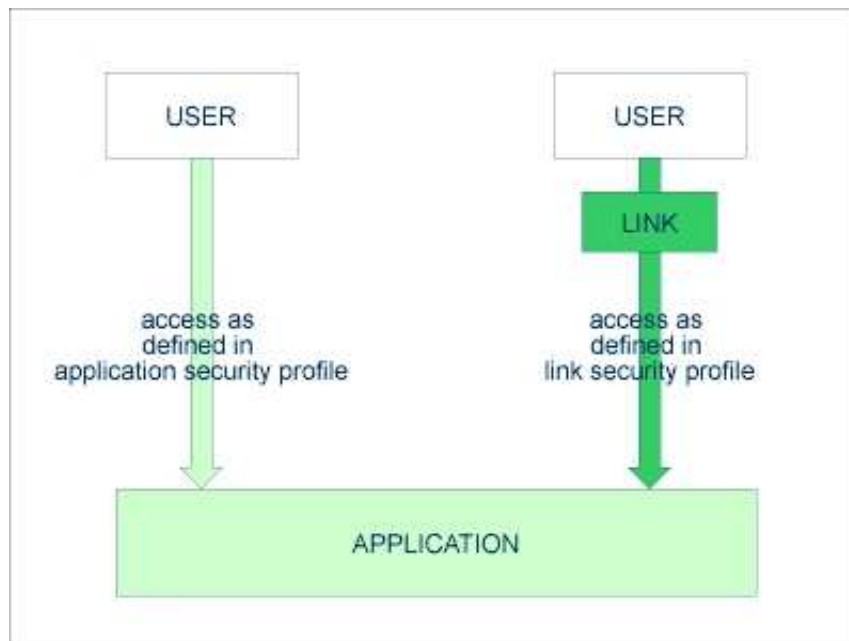 USER
USER
LINK
access as
defined in
application security profile
access as
defined in
link security profile
APPLICATION